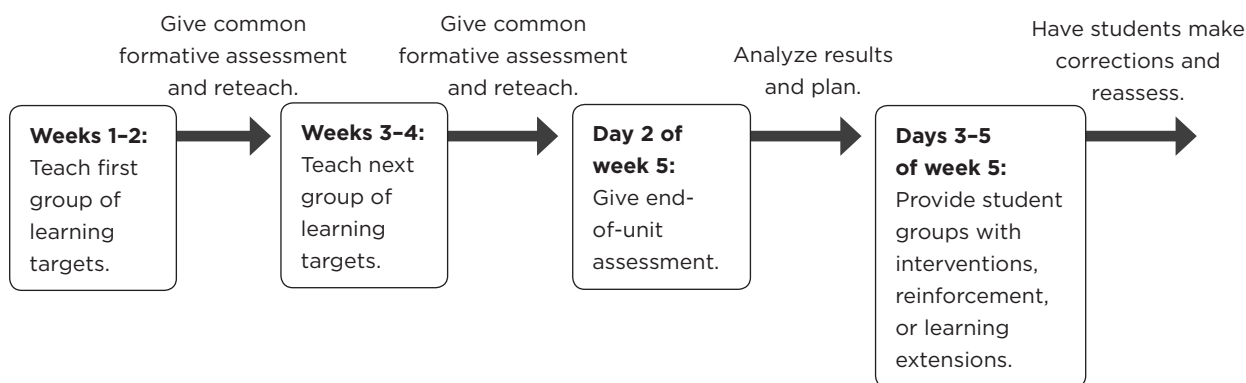 Give common
formative assessment
and reteach.
Give common
formative assessment
and reteach.
Analyze results
and plan.
Have students make
corrections and
reassess.
Weeks 1–2:
Teach first
group of
learning
targets.
Weeks 3–4:
Teach next
group of
learning
targets.
Day 2 of
week 5:
Give end-
of-unit
assessment.
Days 3–5
of week 5:
Provide student
groups with
interventions,
reinforcement,
or learning
extensions.